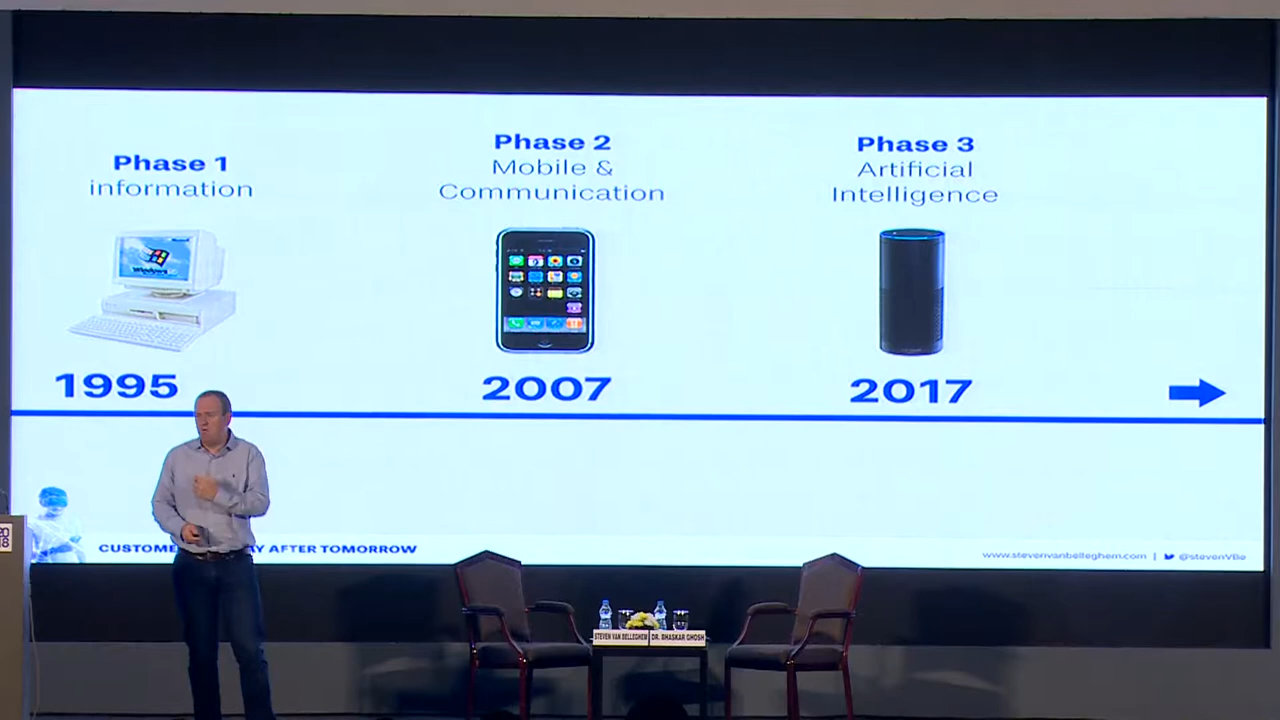 Phase 1
information
Phase 2
Mobile &
Communication
Phase 3
Artificial
Intelligence
1995
2007
2017
AY AFTER TOMORROW
www.stevenvanbelleghem.com | @stevenVBe
STEVEN VAN BELLEGHEM
DR. BHASKAR GHOSH